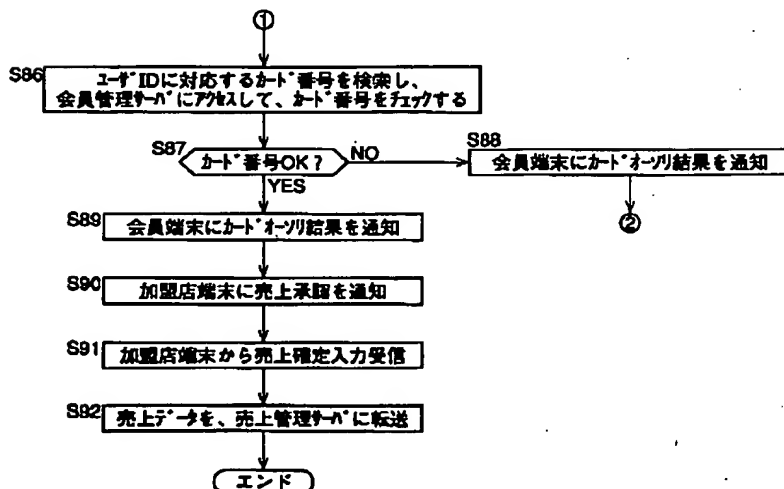 ①
S86
ユーザIDに対応するカード番号を検索し、
会員管理サーバにアクセスして、カード番号をチェックする
S87
カード番号OK?
NO
S88
会員端末にカードオーソリ結果を通知
YES
②
S89
会員端末にカードオーソリ結果を通知
S90
加盟店端末に売上承認を通知
S91
加盟店端末から売上確定入力受信
S92
売上データを、売上管理サーバに転送
エンド